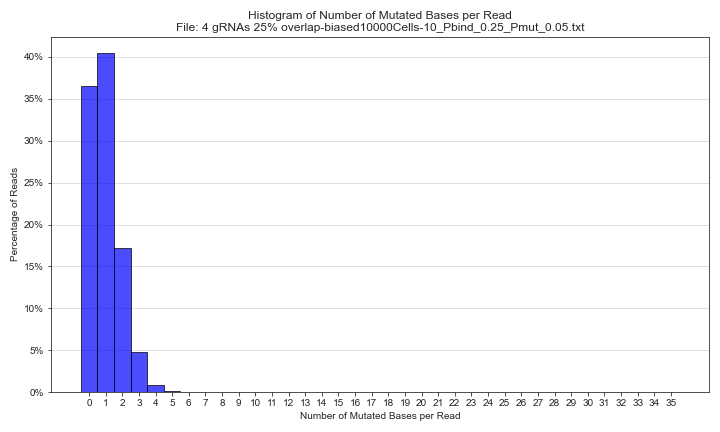 Histogram of Number of Mutated Bases per Read
File: 4 gRNAs 25% overlap-biased10000Cells-10_Pbind_0.25_Pmut_0.05.txt
Percentage of Reads
40%
35%
30%
25%
20%
15%
10%
5%
0%
0 1 2 3 4 5 6 7 8 9 10 11 12 13 14 15 16 17 18 19 20 21 22 23 24 25 26 27 28 29 30 31 32 33 34 35
Number of Mutated Bases per Read